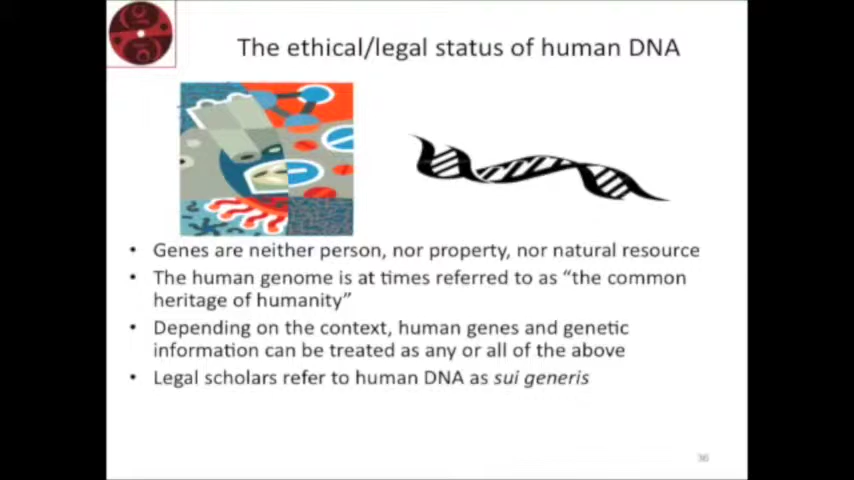 The ethical/legal status of human DNA
• Genes are neither person, nor property, nor natural resource
• The human genome is at times referred to as “the common
heritage of humanity”
• Depending on the context, human genes and genetic
information can be treated as any or all of the above
• Legal scholars refer to human DNA as sui generis
36